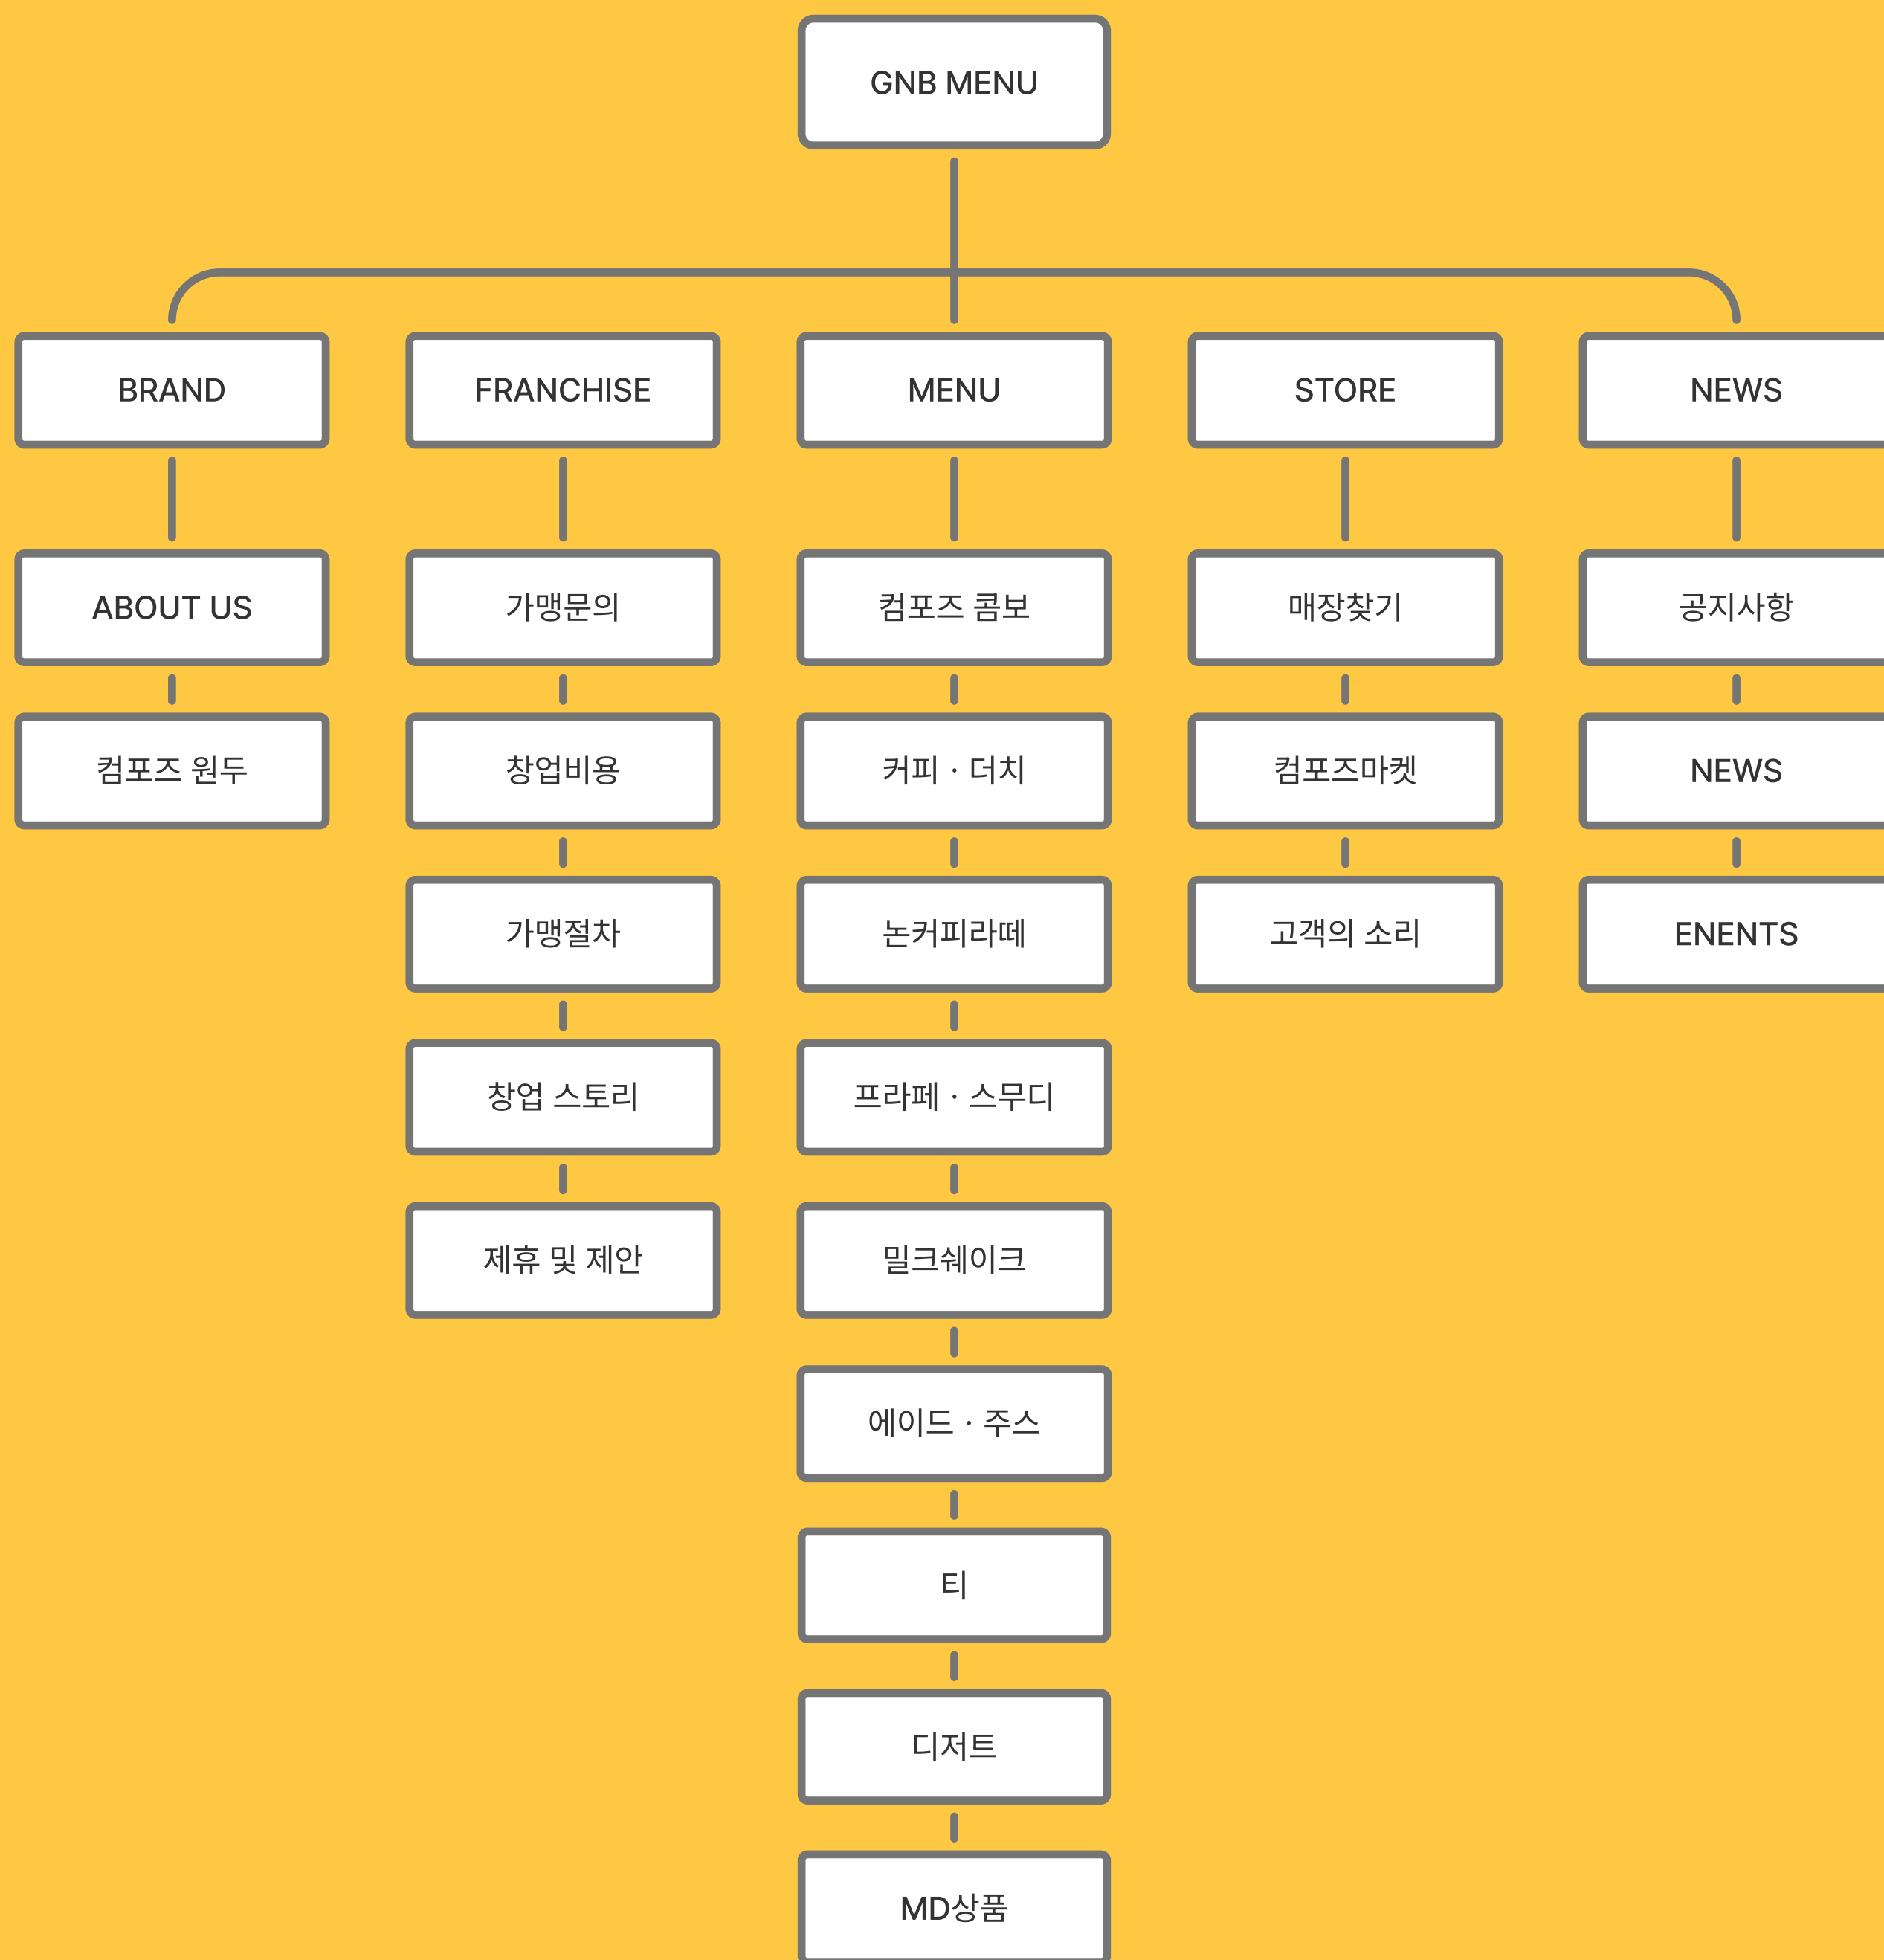 GNB MENU
BRAND
FRANCHISE
MENU
STORE
NEWS
ABOUT US
가맹문의
컴포즈 콤보
매장찾기
공지사항
컴포즈 원두
창업비용
커피 · 더치
컴포즈마켓
NEWS
가맹절차
논커피라떼
고객의 소리
ENENTS
창업 스토리
프라페 · 스무디
제휴 및 제안
밀크쉐이크
에이드 · 주스
티
디저트
MD상품